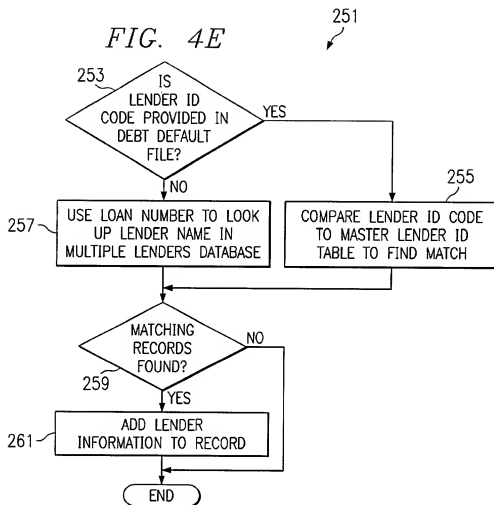 FIG. 4E
251
253
IS
LENDER ID
CODE PROVIDED IN
DEBT DEFAULT
FILE?
YES
NO
255
257
USE LOAN NUMBER TO LOOK
UP LENDER NAME IN
MULTIPLE LENDERS DATABASE
COMPARE LENDER ID CODE
TO MASTER LENDER ID
TABLE TO FIND MATCH
MATCHING
RECORDS
FOUND?
NO
259
YES
261
ADD LENDER
INFORMATION TO RECORD
END